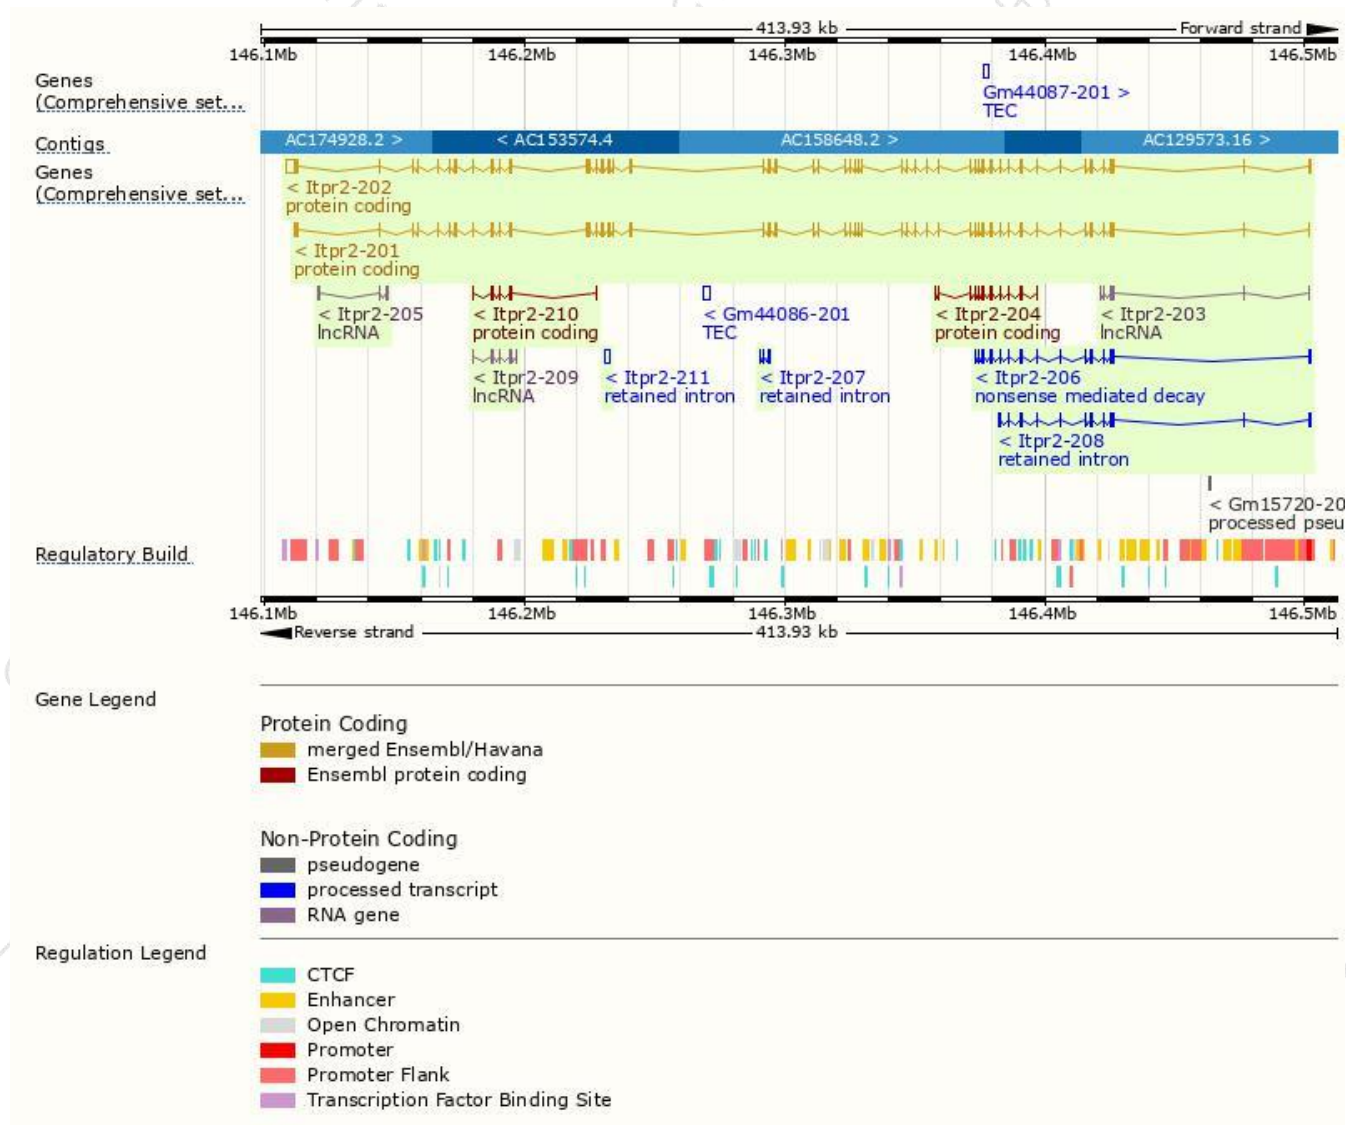 413.93 kb Forward strand
146.1Mb 146.2Mb 146.3Mb 146.4Mb 146.5Mb
Genes
(Comprehensive set...
Gm44087-201 >
TEC
Contigs
AC174928.2 > < AC153574.4 AC158648.2 > AC129573.16 >
Genes
(Comprehensive set...
< Itpr2-202
protein coding
< Itpr2-201
protein coding
< Itpr2-205 < Itpr2-210 < Gm44086-201 < Itpr2-204 < Itpr2-203
lncRNA protein coding TEC protein coding lncRNA
< Itpr2-209 < Itpr2-211 < Itpr2-207 < Itpr2-206
lncRNA retained intron retained intron nonsense mediated decay
< Itpr2-208
retained intron
< Gm15720-20
processed pseu
Regulatory Build
146.1Mb 146.2Mb 146.3Mb 146.4Mb 146.5Mb
Reverse strand 413.93 kb
Gene Legend
Protein Coding
merged Ensembl/Havana
Ensembl protein coding
Non-Protein Coding
pseudogene
processed transcript
RNA gene
Regulation Legend
CTCF
Enhancer
Open Chromatin
Promoter
Promoter Flank
Transcription Factor Binding Site